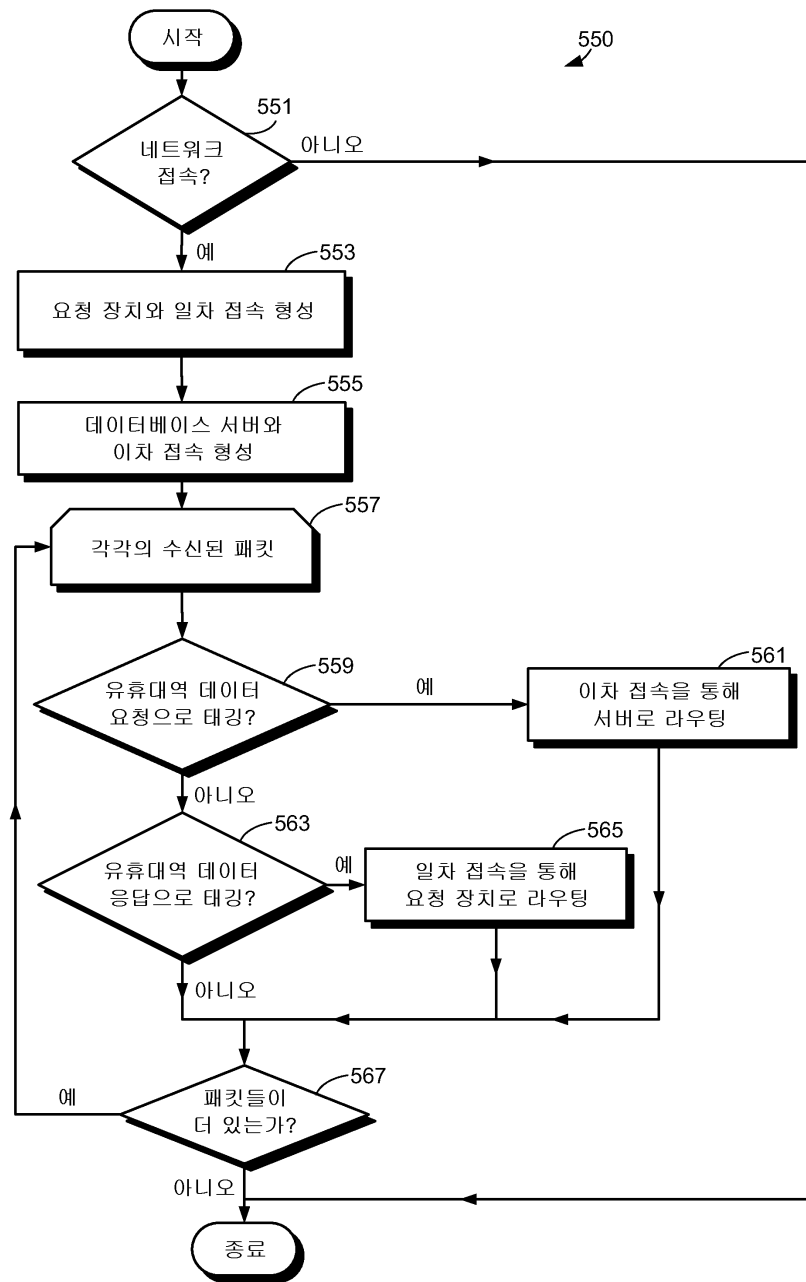 시작
550
551
네트워크
접속?
아니오
예
553
요청 장치와 일차 접속 형성
555
데이터베이스 서버와
이차 접속 형성
557
각각의 수신된 패킷
559
유휴대역 데이터
요청으로 태깅?
예
561
이차 접속을 통해
서버로 라우팅
아니오
563
유휴대역 데이터
응답으로 태깅?
예
565
일차 접속을 통해
요청 장치로 라우팅
아니오
567
패킷들이
더 있는가?
예
아니오
종료